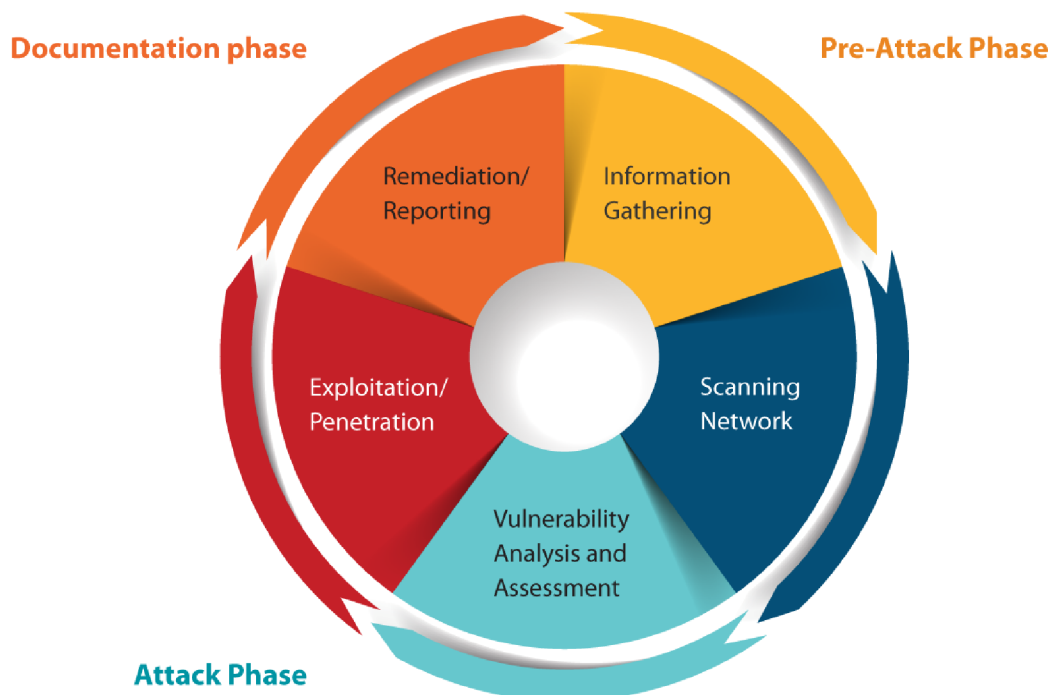 Documentation phase
Pre-Attack Phase
Remediation/
Reporting
Information
Gathering
Exploitation/
Penetration
Scanning
Network
Vulnerability
Analysis and
Assessment
Attack Phase